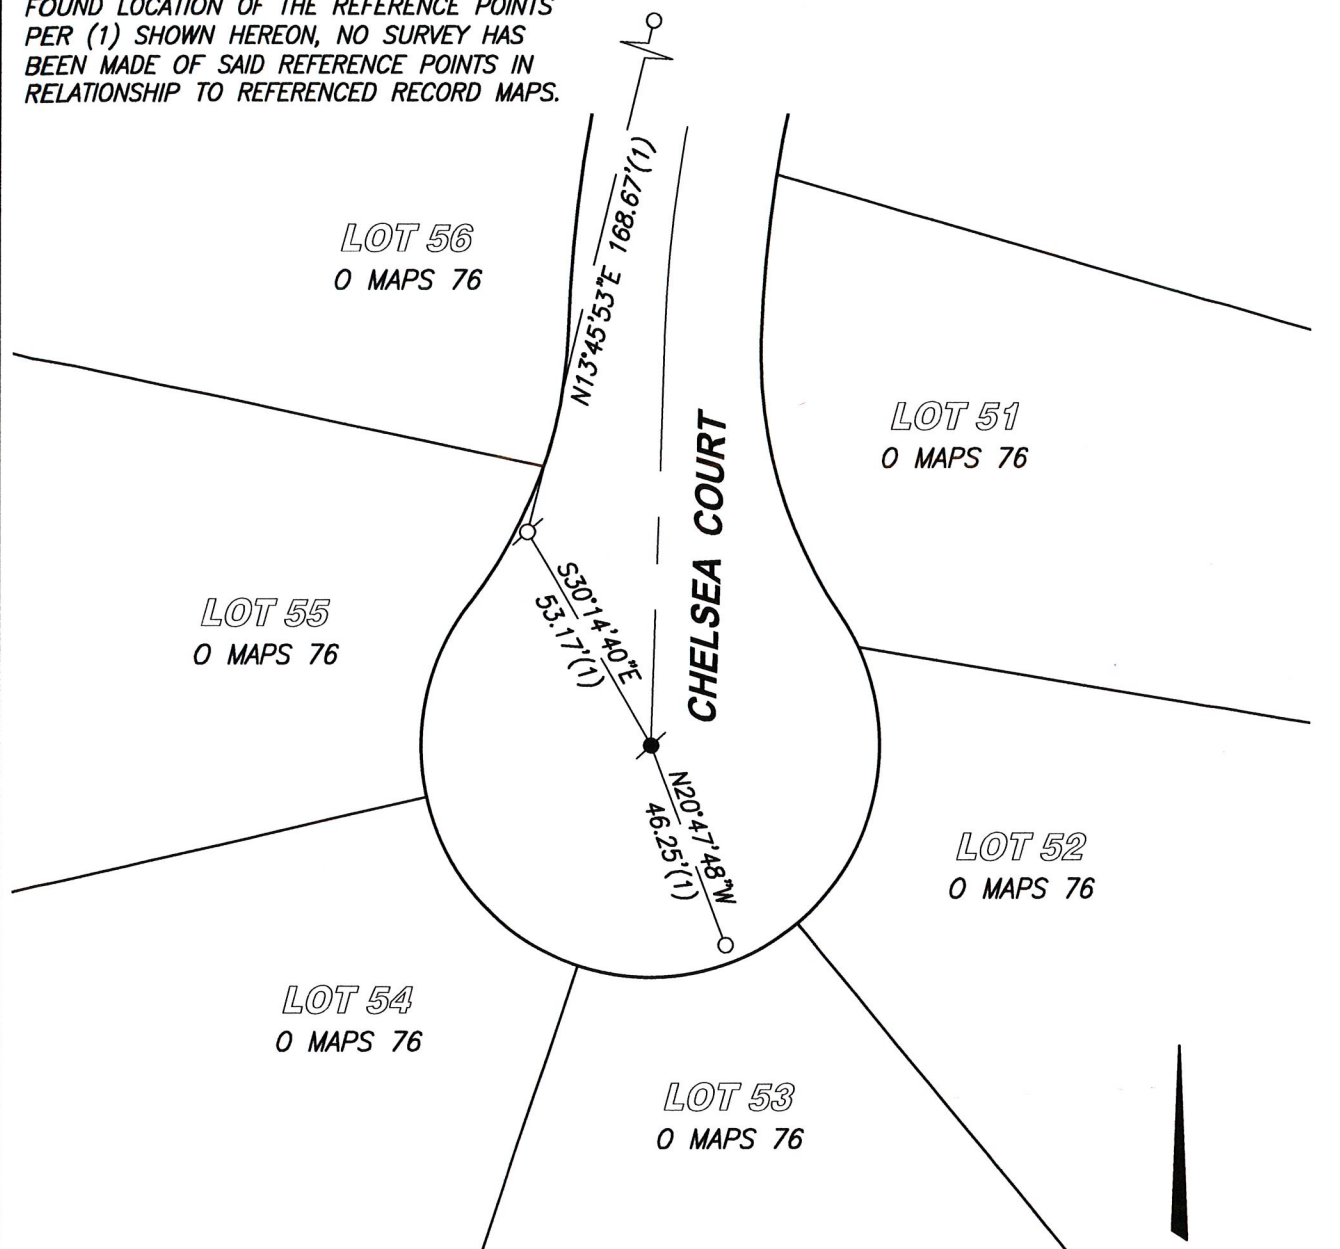 FOUND LOCATION OF THE REFERENCE POINTS
PER (1) SHOWN HEREON, NO SURVEY HAS
BEEN MADE OF SAID REFERENCE POINTS IN
RELATIONSHIP TO REFERENCED RECORD MAPS.
N13°45'53"E 168.67'(1)
LOT 56
O MAPS 76
LOT 51
O MAPS 76
CHELSEA COURT
S30°14'40"E
53.17'(1)
LOT 55
O MAPS 76
N20°47'48"W
46.25'(1)
LOT 52
O MAPS 76
LOT 54
O MAPS 76
LOT 53
O MAPS 76